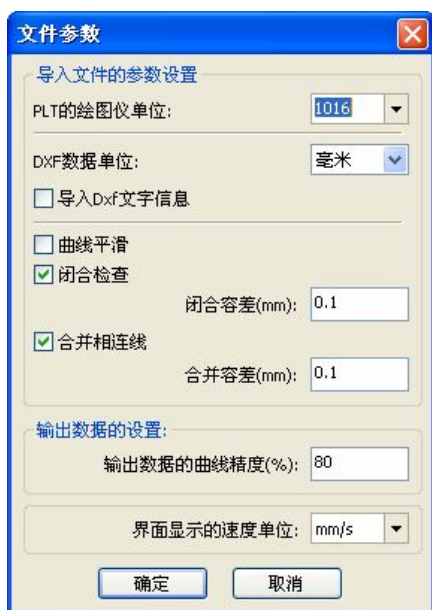 文件参数
导入文件的参数设置
PLT的绘图仪单位: 1016
DXF数据单位: 毫米
导入Dxf文字信息
曲线平滑
闭合检查
闭合容差(mm): 0.1
合并相连线
合并容差(mm): 0.1
输出数据的设置:
输出数据的曲线精度(%): 80
界面显示的速度单位: mm/s
确定 取消